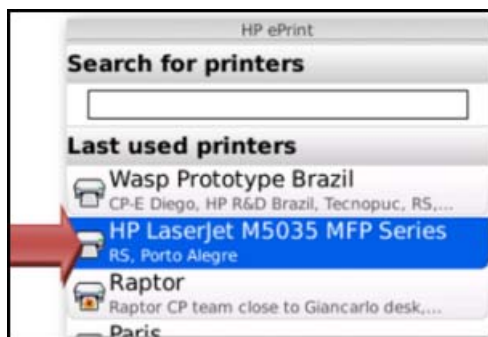 HP ePrint
Search for printers
Last used printers
Wasp Prototype Brazil
CP-E Diego, HP R&D Brazil, Tecnopuc, RS,...
HP LaserJet M5035 MFP Series
RS, Porto Alegre
Raptor
Raptor CP team close to Giancarlo desk,...
Paris